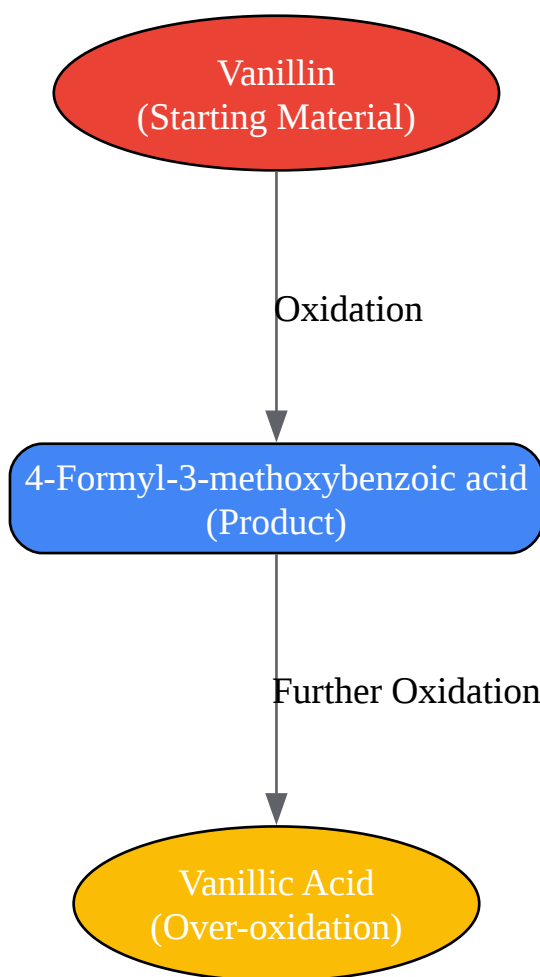 Vanillin
(Starting Material)
Oxidation
4-Formyl-3-methoxybenzoic acid
(Product)
Further Oxidation
Vanillic Acid
(Over-oxidation)